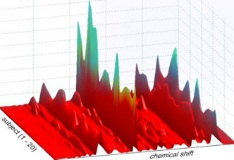 subject (1 - 20)
chemical shift